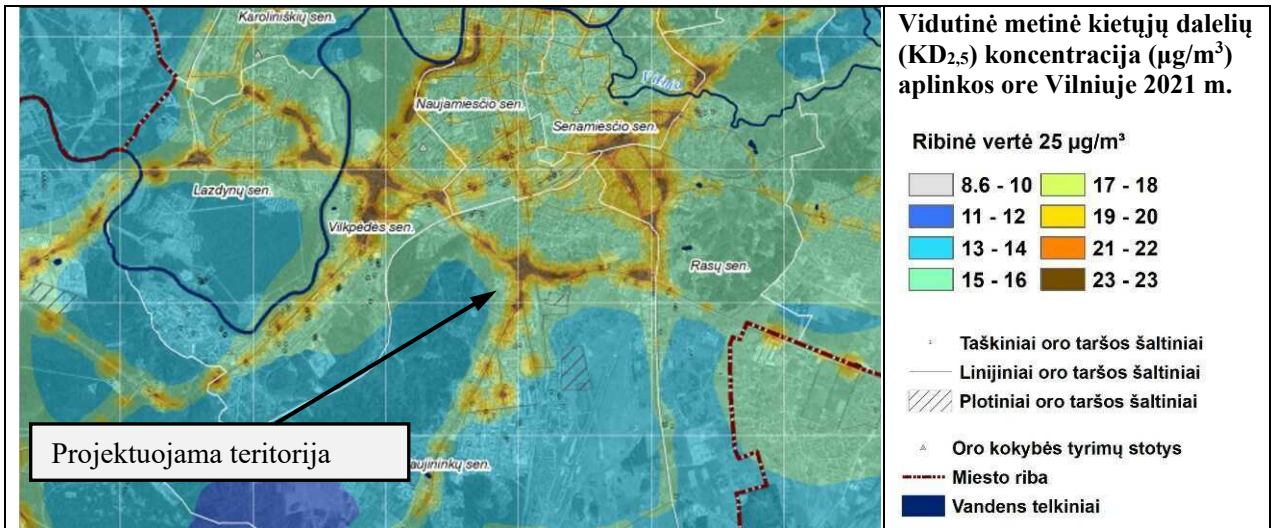 Karoliniškių sen.
Vilnia
Naujamiesčio sen.
Senamiesčio sen.
Lazdynų sen.
Vilkpėdės sen.
Rasų sen.
Projektuojama teritorija
aujininkų sen.
Vidutinė metinė kietųjų dalelių
(KD2,5) koncentracija (µg/m³)
aplinkos ore Vilniuje 2021 m.
Ribinė vertė 25 µg/m³
8.6 - 10 17 - 18
11 - 12 19 - 20
13 - 14 21 - 22
15 - 16 23 - 23
Taškiniai oro taršos šaltiniai
Linijiniai oro taršos šaltiniai
Plotiniai oro taršos šaltiniai
Oro kokybės tyrimų stotys
Miesto riba
Vandens telkiniai